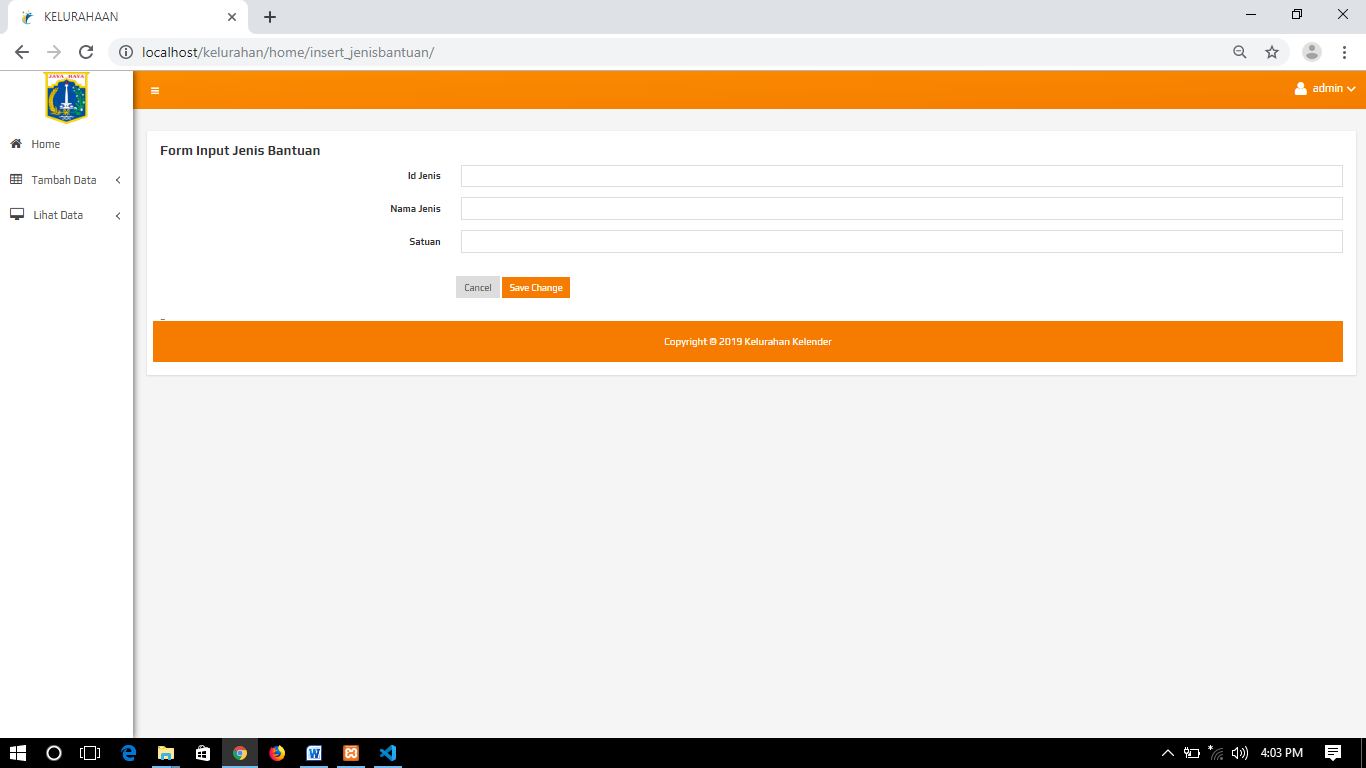 KELURAHAAN
localhost/kelurahan/home/insert_jenisbantuan/
JAYA RAYA
admin
Home
Tambah Data
Lihat Data
Form Input Jenis Bantuan
Id Jenis
Nama Jenis
Satuan
Cancel Save Change
Copyright © 2019 Kelurahan Kelender
4:03 PM